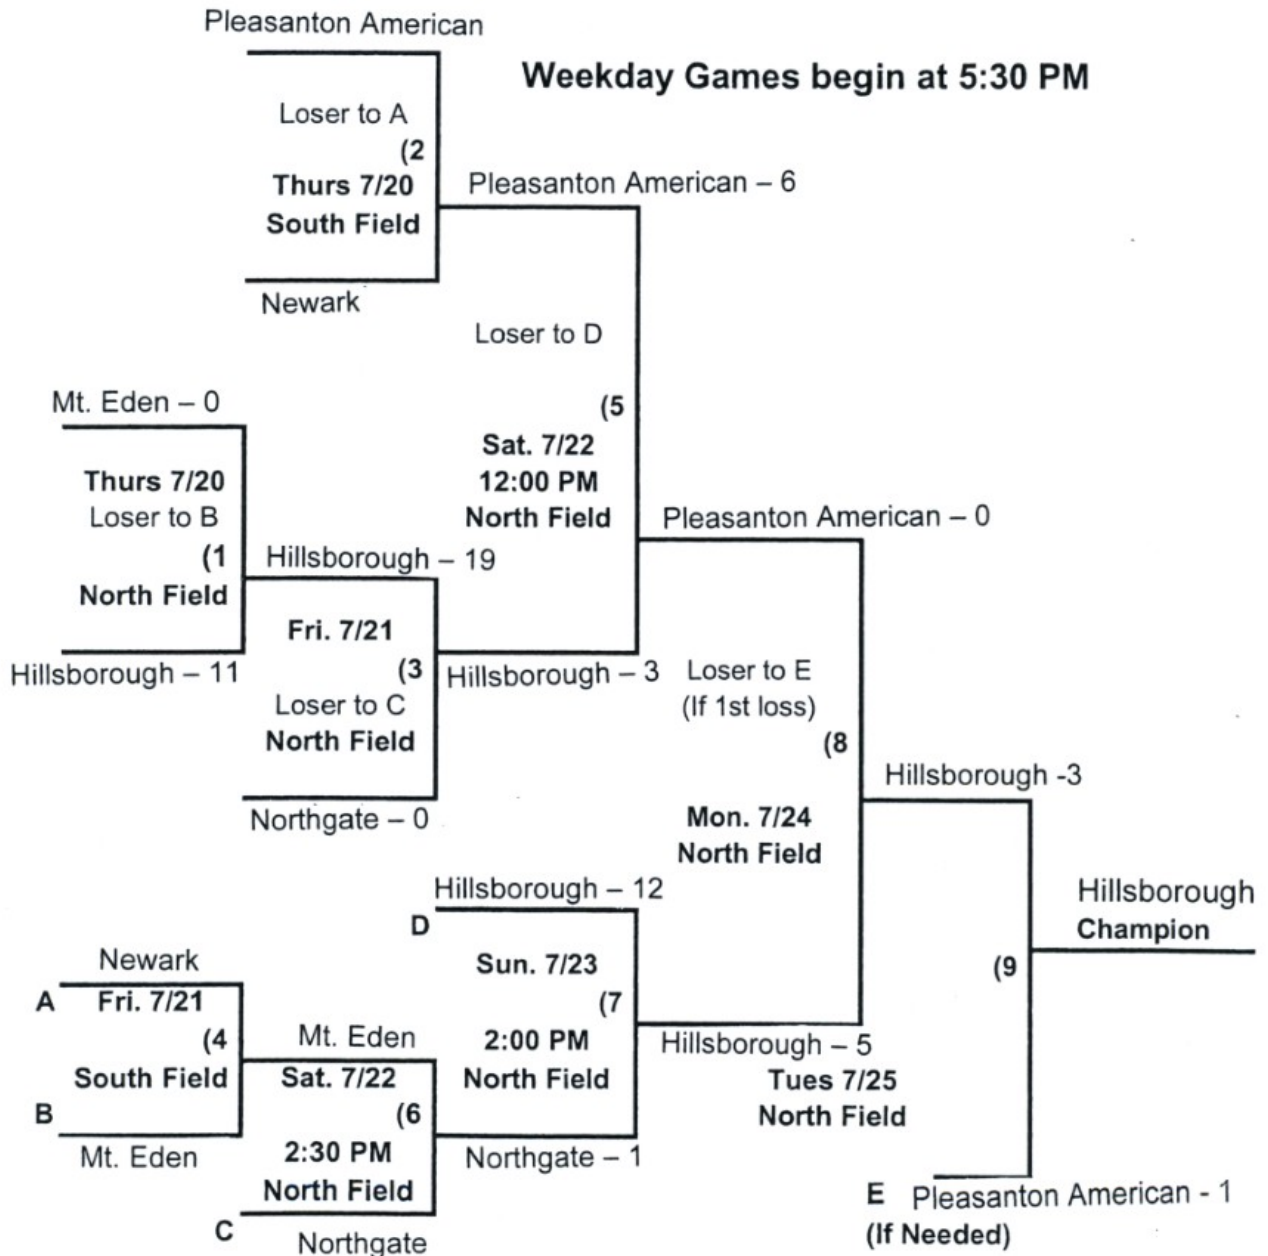 Pleasanton American
Weekday Games begin at 5:30 PM
Loser to A
(2
Thurs 7/20
South Field
Pleasanton American – 6
Newark
Loser to D
(5
Sat. 7/22
12:00 PM
North Field
Mt. Eden – 0
Thurs 7/20
Loser to B
(1
North Field
Hillsborough – 11
Hillsborough – 19
Fri. 7/21
(3
Loser to C
North Field
Northgate – 0
Hillsborough – 3
Pleasanton American – 0
Loser to E
(If 1st loss)
(8
Mon. 7/24
North Field
Hillsborough -3
Hillsborough
Champion
(9
Hillsborough – 12
D
Sun. 7/23
(7
2:00 PM
North Field
Newark
A
Fri. 7/21
(4
South Field
B
Mt. Eden
Mt. Eden
Sat. 7/22
(6
2:30 PM
North Field
C
Northgate
Northgate – 1
Hillsborough – 5
Tues 7/25
North Field
E Pleasanton American - 1
(If Needed)